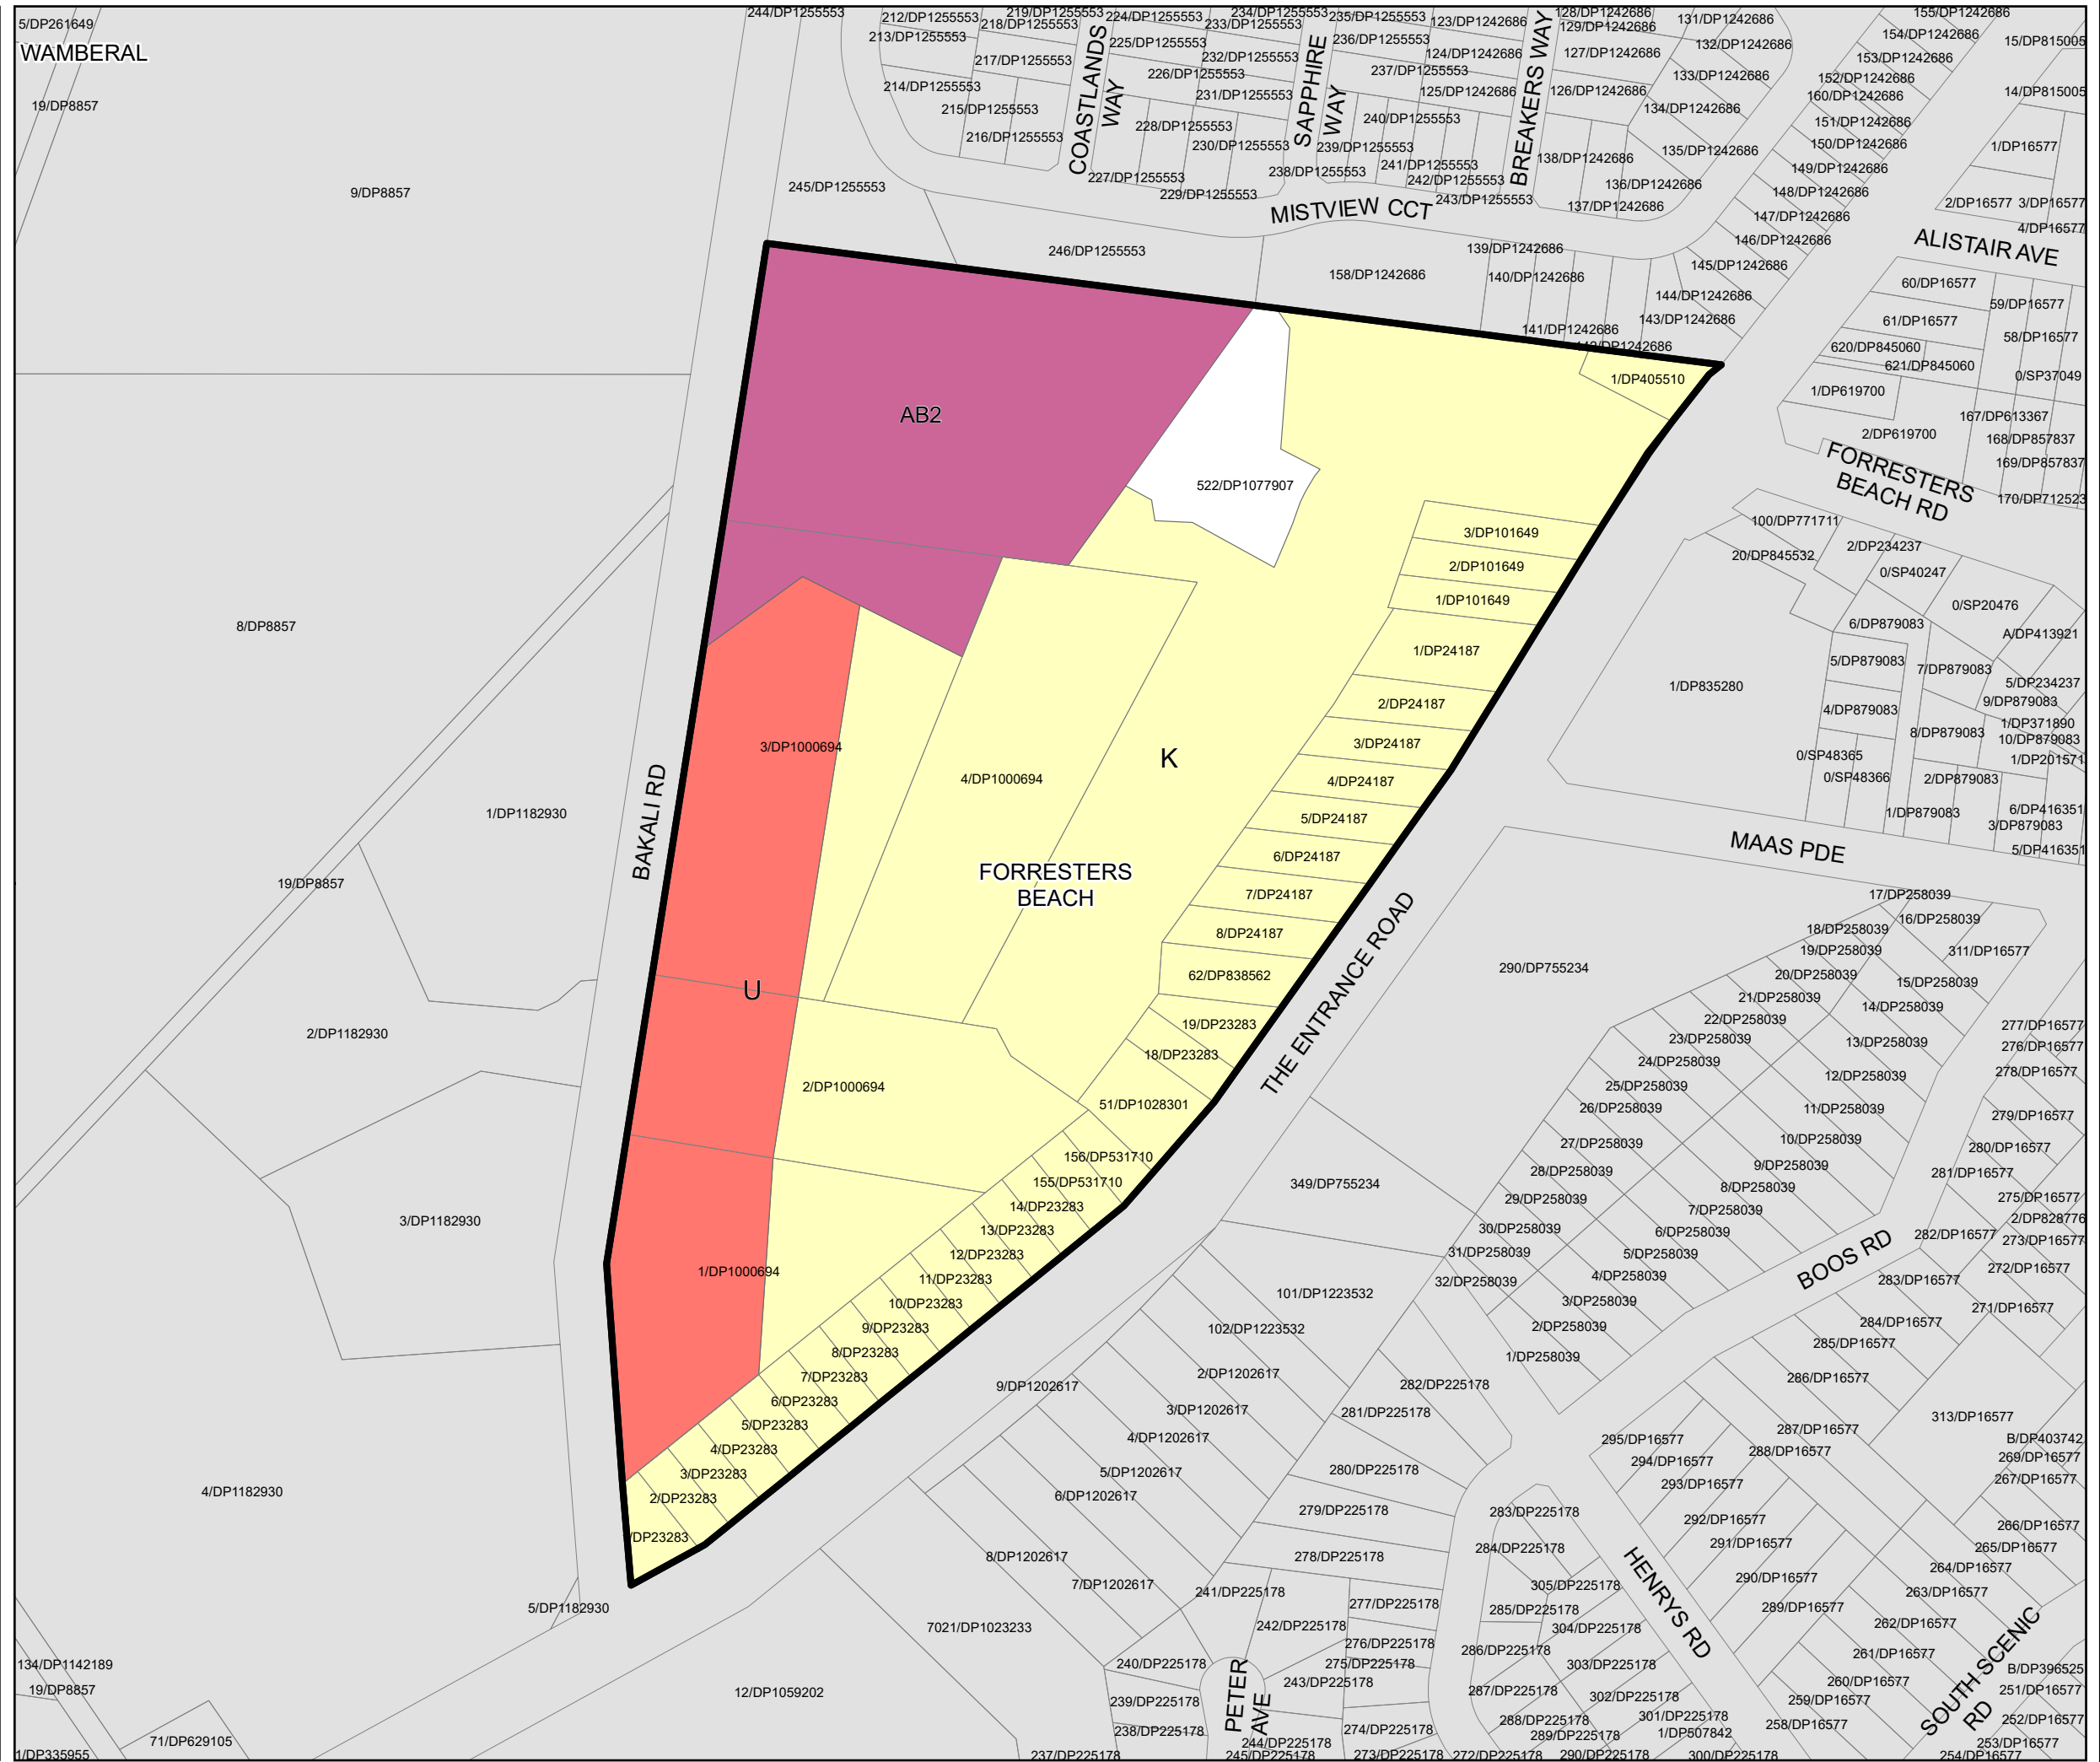 5/DP261649
WAMBERAL
19/DP8857
9/DP8857
8/DP8857
1/DP1182930
19/DP8857
2/DP1182930
3/DP1182930
4/DP1182930
5/DP1182930
134/DP1142189
19/DP8857
71/DP629105
1/DP335955
12/DP1059202
7021/DP1023233
BAKALI RD
244/DP1255553
245/DP1255553
246/DP1255553
212/DP1255553
213/DP1255553
214/DP1255553
215/DP1255553
216/DP1255553
217/DP1255553
218/DP1255553
219/DP1255553
COASTLANDS
WAY
224/DP1255553
225/DP1255553
226/DP1255553
227/DP1255553
228/DP1255553
229/DP1255553
230/DP1255553
231/DP1255553
232/DP1255553
233/DP1255553
234/DP1255553
SAPPHIRE
WAY
235/DP1255553
236/DP1255553
237/DP1255553
238/DP1255553
239/DP1255553
240/DP1255553
241/DP1255553
242/DP1255553
243/DP1255553
123/DP1242686
124/DP1242686
125/DP1242686
BREAKERS WAY
128/DP1242686
129/DP1242686
127/DP1242686
126/DP1242686
131/DP1242686
132/DP1242686
133/DP1242686
134/DP1242686
135/DP1242686
136/DP1242686
137/DP1242686
138/DP1242686
MISTVIEW CCT
158/DP1242686
139/DP1242686
140/DP1242686
141/DP1242686
143/DP1242686
144/DP1242686
145/DP1242686
146/DP1242686
147/DP1242686
148/DP1242686
149/DP1242686
150/DP1242686
151/DP1242686
160/DP1242686
152/DP1242686
153/DP1242686
154/DP1242686
155/DP1242686
15/DP815005
14/DP815005
1/DP16577
2/DP16577
3/DP16577
4/DP16577
ALISTAIR AVE
60/DP16577
59/DP16577
61/DP16577
58/DP16577
620/DP845060
621/DP845060
0/SP37049
1/DP619700
167/DP613367
2/DP619700
168/DP857837
169/DP857837
170/DP712523
FORRESTERS
BEACH RD
100/DP771711
20/DP845532
2/DP234237
0/SP40247
0/SP20476
A/DP413921
6/DP879083
5/DP879083
7/DP879083
5/DP234237
9/DP879083
4/DP879083
1/DP371890
8/DP879083
10/DP879083
0/SP48365
1/DP201571
0/SP48366
2/DP879083
1/DP879083
6/DP416351
3/DP879083
5/DP416351
1/DP835280
MAAS PDE
AB2
522/DP1077907
1/DP405510
3/DP101649
2/DP101649
1/DP101649
1/DP24187
2/DP24187
3/DP24187
4/DP24187
5/DP24187
6/DP24187
7/DP24187
8/DP24187
62/DP838562
19/DP23283
18/DP23283
51/DP1028301
156/DP531710
155/DP531710
14/DP23283
13/DP23283
12/DP23283
11/DP23283
10/DP23283
9/DP23283
8/DP23283
7/DP23283
6/DP23283
5/DP23283
4/DP23283
3/DP23283
2/DP23283
/DP23283
3/DP1000694
4/DP1000694
K
FORRESTERS
BEACH
U
2/DP1000694
1/DP1000694
THE ENTRANCE ROAD
290/DP755234
349/DP755234
17/DP258039
16/DP258039
18/DP258039
19/DP258039
311/DP16577
20/DP258039
15/DP258039
21/DP258039
14/DP258039
22/DP258039
23/DP258039
13/DP258039
24/DP258039
12/DP258039
25/DP258039
26/DP258039
11/DP258039
27/DP258039
10/DP258039
28/DP258039
9/DP258039
29/DP258039
8/DP258039
30/DP258039
7/DP258039
31/DP258039
6/DP258039
32/DP258039
5/DP258039
4/DP258039
3/DP258039
2/DP258039
1/DP258039
277/DP16577
276/DP16577
278/DP16577
279/DP16577
280/DP16577
281/DP16577
275/DP16577
2/DP828776
282/DP16577
273/DP16577
BOOS RD
272/DP16577
283/DP16577
271/DP16577
284/DP16577
285/DP16577
286/DP16577
313/DP16577
287/DP16577
288/DP16577
B/DP403742
269/DP16577
267/DP16577
295/DP16577
294/DP16577
293/DP16577
292/DP16577
291/DP16577
290/DP16577
289/DP16577
266/DP16577
265/DP16577
264/DP16577
263/DP16577
262/DP16577
261/DP16577
260/DP16577
259/DP16577
258/DP16577
SOUTH SCENIC
RD
B/DP396525
251/DP16577
252/DP16577
253/DP16577
254/DP16577
101/DP1223532
102/DP1223532
2/DP1202617
3/DP1202617
4/DP1202617
5/DP1202617
6/DP1202617
9/DP1202617
8/DP1202617
7/DP1202617
282/DP225178
281/DP225178
280/DP225178
279/DP225178
278/DP225178
277/DP225178
276/DP225178
275/DP225178
274/DP225178
273/DP225178
272/DP225178
241/DP225178
242/DP225178
243/DP225178
244/DP225178
245/DP225178
240/DP225178
239/DP225178
238/DP225178
237/DP225178
PETER
AVE
283/DP225178
284/DP225178
305/DP225178
285/DP225178
304/DP225178
286/DP225178
303/DP225178
287/DP225178
302/DP225178
288/DP225178
301/DP225178
289/DP225178
1/DP507842
290/DP225178
300/DP225178
HENRYS RD